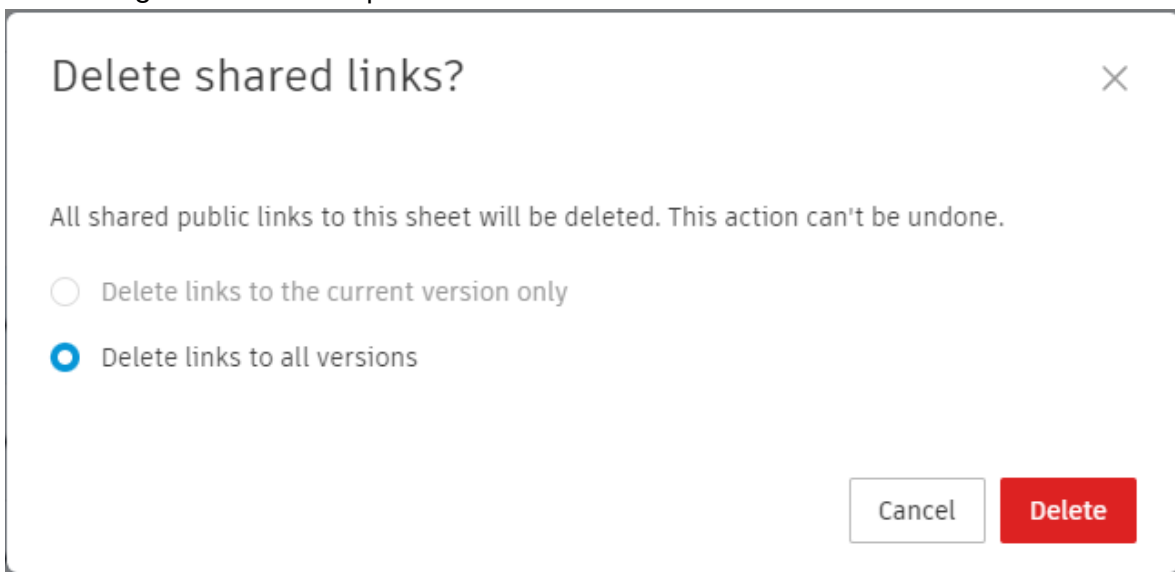 Delete shared links?
All shared public links to this sheet will be deleted. This action can't be undone.
Delete links to the current version only
Delete links to all versions
Cancel
Delete